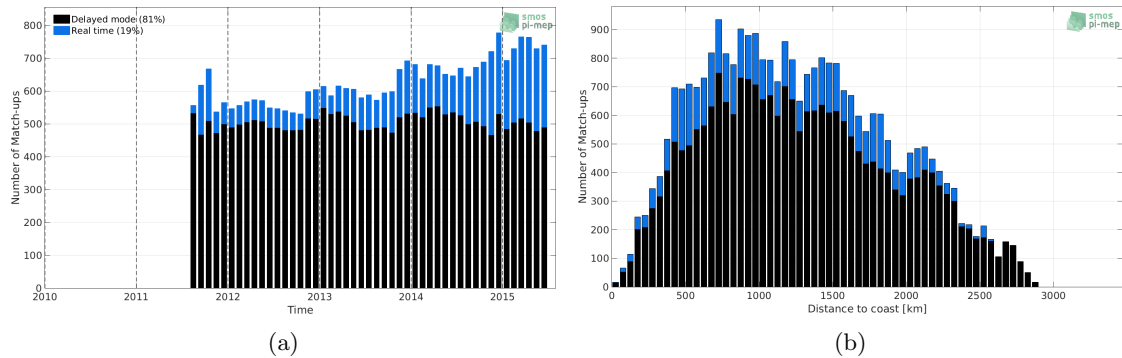 Delayed mode (81%)
Real time (19%)
smos
pi-mep
Number of Match-ups
800
700
600
500
400
300
200
100
0
2010 2011 2012 2013 2014 2015
Time
(a)
smos
pi-mep
Number of Match-ups
900
800
700
600
500
400
300
200
100
0
0 500 1000 1500 2000 2500 3000
Distance to coast [km]
(b)